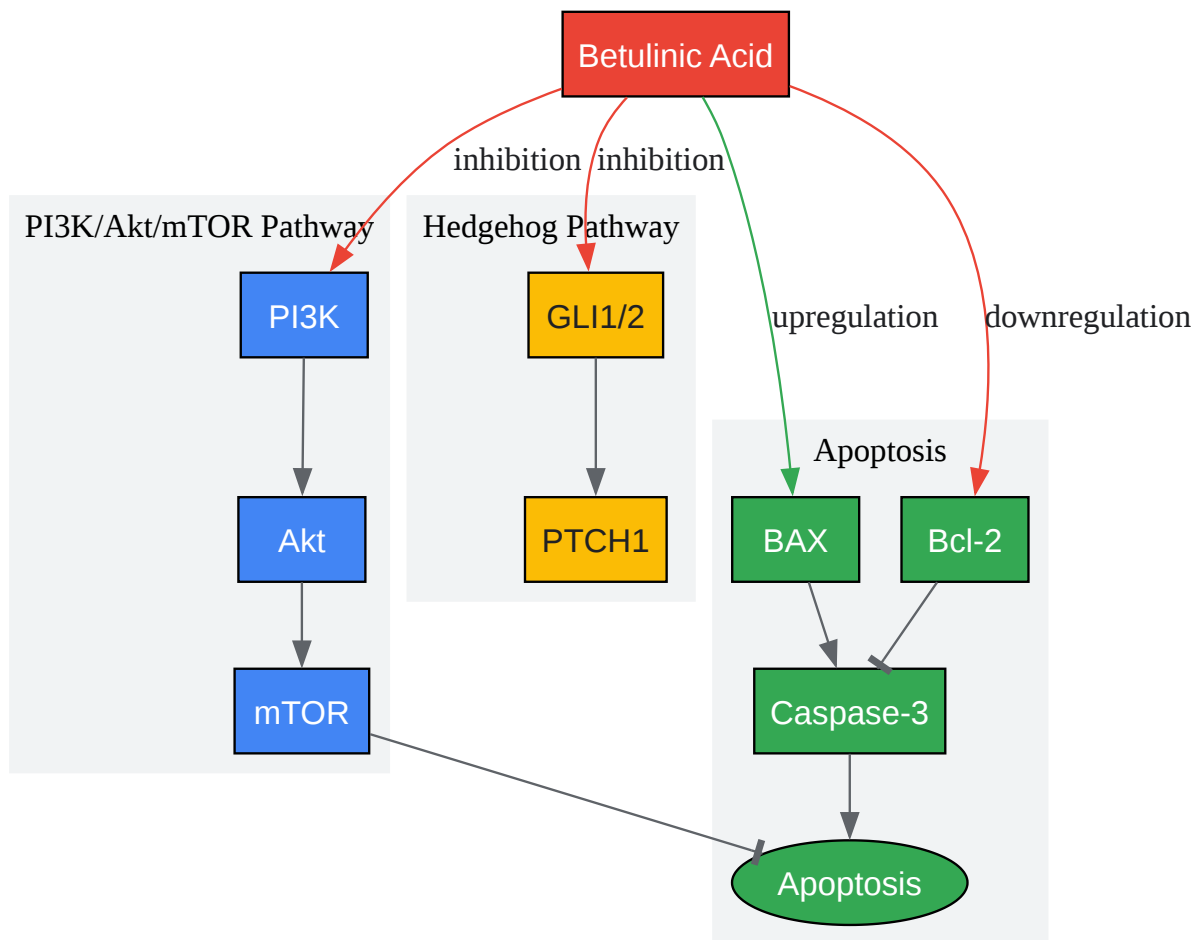 Betulinic Acid
inhibition
inhibition
PI3K/Akt/mTOR Pathway
Hedgehog Pathway
PI3K
GLI1/2
upregulation
downregulation
Apoptosis
Akt
PTCH1
BAX
Bcl-2
mTOR
Caspase-3
Apoptosis